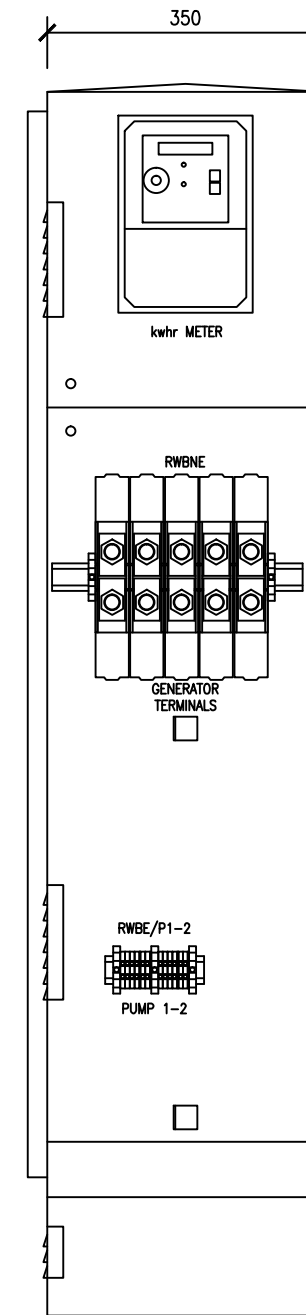 350
kwhr METER
RWBNE
GENERATOR
TERMINALS
RWBE/P1-2
PUMP 1-2